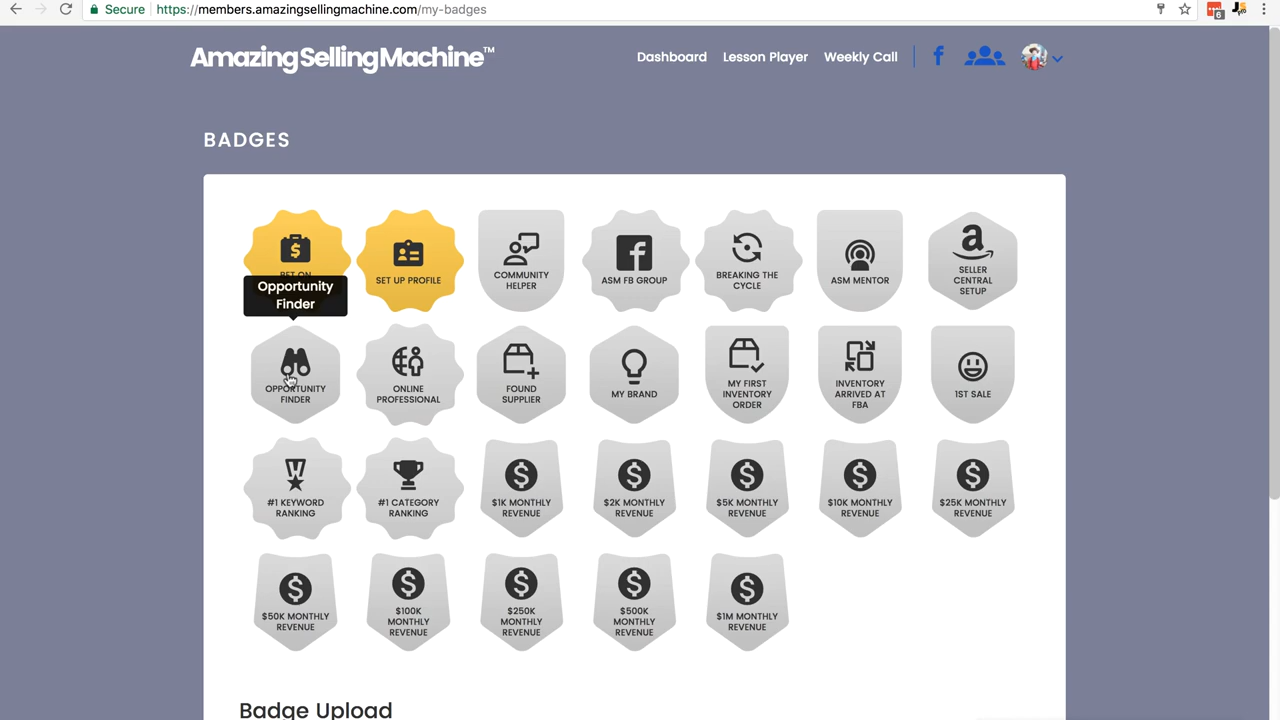 Secure
https://members.amazingsellingmachine.com/my-badges
6
AmazingSellingMachine™
Dashboard
Lesson Player
Weekly Call
BADGES
SET UP PROFILE
COMMUNITY
HELPER
ASM FB GROUP
BREAKING THE
CYCLE
ASM MENTOR
SELLER
CENTRAL
SETUP
BET ON
Opportunity
Finder
OPPORTUNITY
FINDER
ONLINE
PROFESSIONAL
FOUND
SUPPLIER
MY BRAND
MY FIRST
INVENTORY
ORDER
INVENTORY
ARRIVED AT
FBA
1ST SALE
#1 KEYWORD
RANKING
#1 CATEGORY
RANKING
$1K MONTHLY
REVENUE
$2K MONTHLY
REVENUE
$5K MONTHLY
REVENUE
$10K MONTHLY
REVENUE
$25K MONTHLY
REVENUE
$50K MONTHLY
REVENUE
$100K
MONTHLY
REVENUE
$250K
MONTHLY
REVENUE
$500K
MONTHLY
REVENUE
$1M MONTHLY
REVENUE
Badge Upload